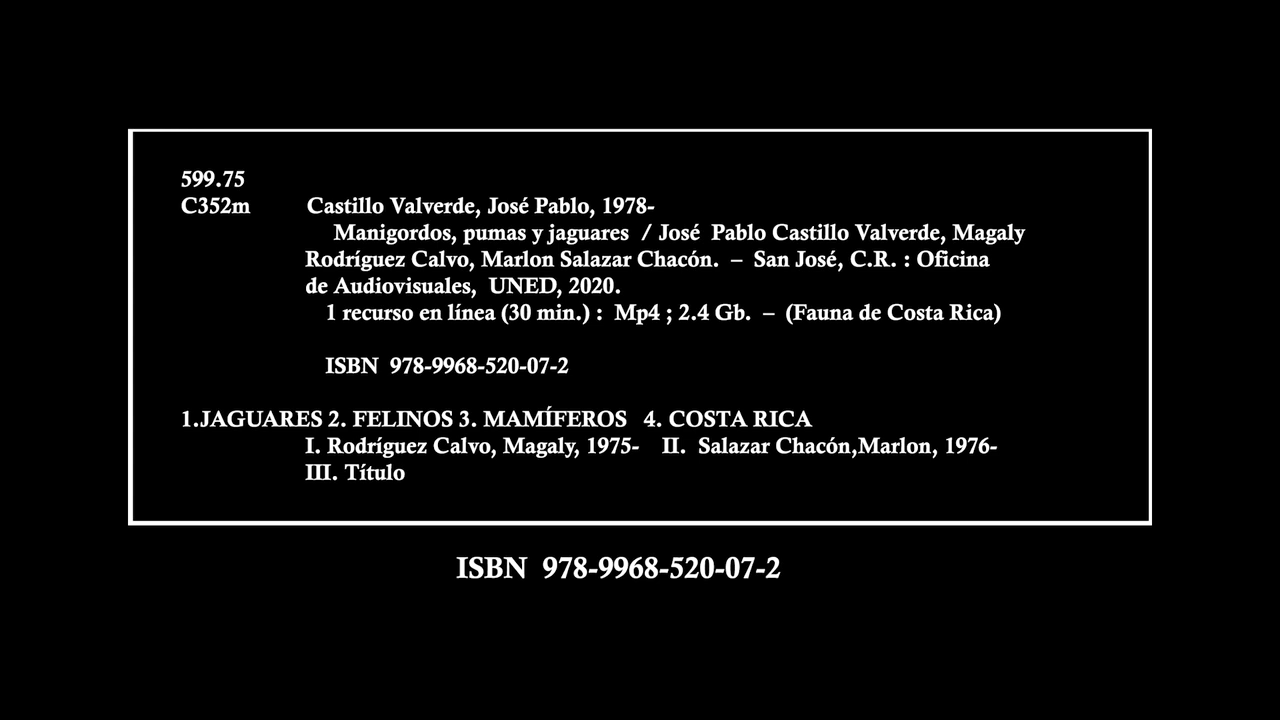 599.75
C352m Castillo Valverde, José Pablo, 1978-
Manigordos, pumas y jaguares / José Pablo Castillo Valverde, Magaly
Rodríguez Calvo, Marlon Salazar Chacón. – San José, C.R. : Oficina
de Audiovisuales, UNED, 2020.
1 recurso en línea (30 min.) : Mp4 ; 2.4 Gb. – (Fauna de Costa Rica)
ISBN 978-9968-520-07-2
1.JAGUARES 2. FELINOS 3. MAMÍFEROS 4. COSTA RICA
I. Rodríguez Calvo, Magaly, 1975- II. Salazar Chacón,Marlon, 1976-
III. Título
ISBN 978-9968-520-07-2